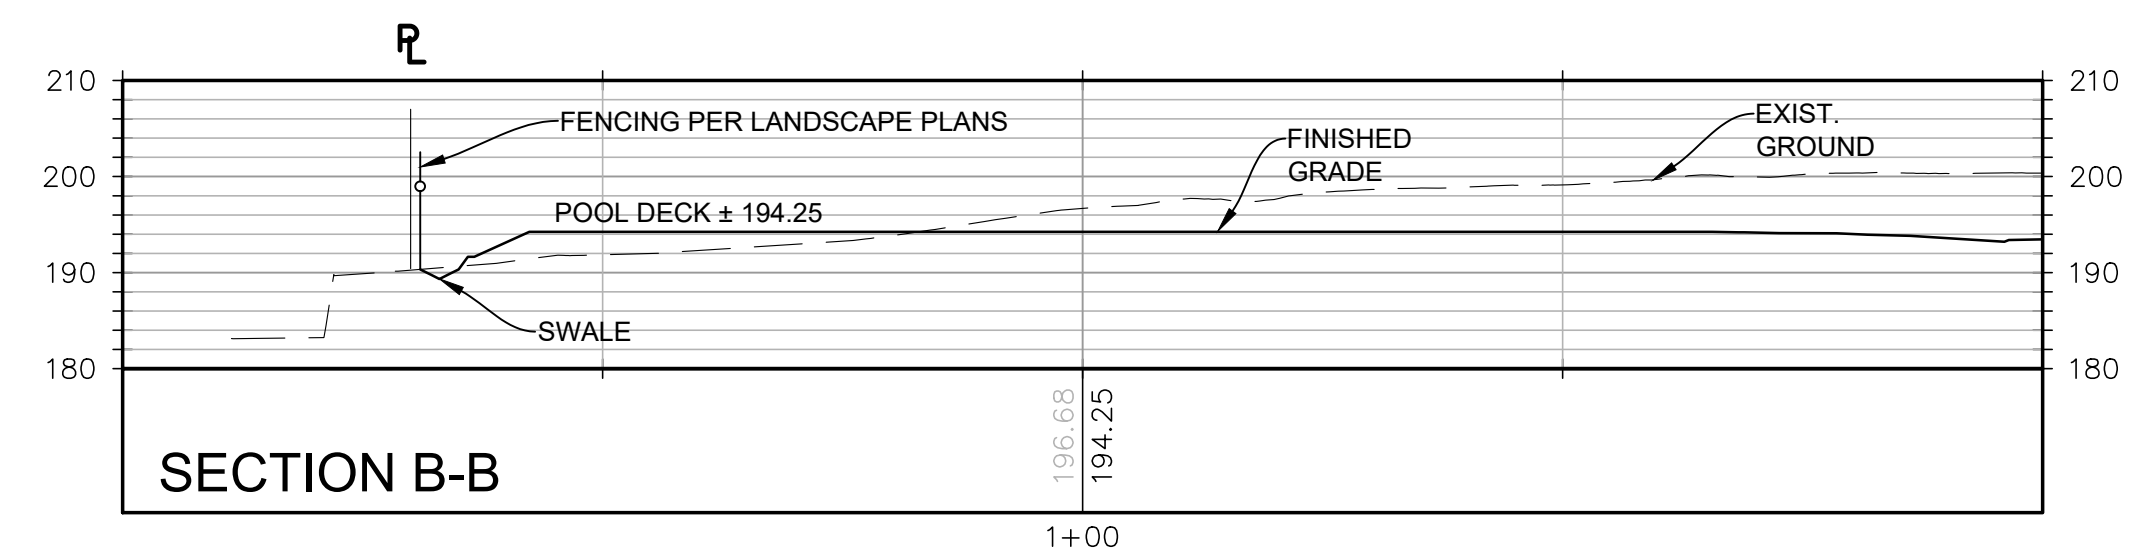 PL
210
210
FENCING PER LANDSCAPE PLANS
EXIST.
GROUND
FINISHED
GRADE
200
200
POOL DECK ± 194.25
190
190
SWALE
180
180
196.68
194.25
SECTION B-B
1+00